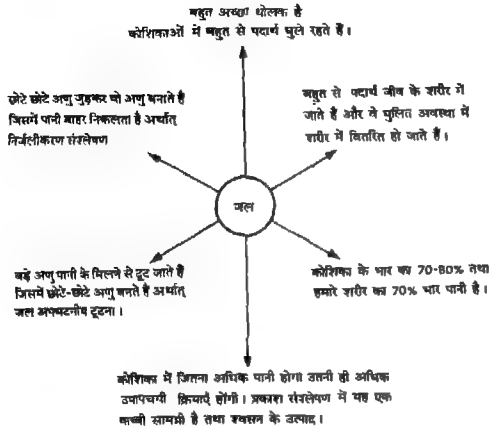 बहुत अच्छा घोलक है
कोशिकाओं में बहुत से पदार्थ घुले रहते हैं।
छोटे छोटे अणु जुड़कर बड़े अणु बनाते हैं
जिसमें पानी बाहर निकलता है अर्थात्
निर्जलीकरण संश्लेषण
बहुत से पदार्थ जीव के शरीर में
जाते हैं और वे घुलित अवस्था में
शरीर में वितरित हो जाते हैं।
जल
बड़े अणु पानी के मिलने से टूट जाते हैं
जिसमें छोटे-छोटे अणु बनते हैं अर्थात्
जल अपघटनीय टूटना।
कोशिका के भार का 70-80% तथा
हमारे शरीर का 70% भार पानी है।
कोशिका में जितना अधिक पानी होगा उतनी ही अधिक
उपापचयी क्रियाएँ होंगी। प्रकाश संश्लेषण में यह एक
कच्ची सामग्री है तथा श्वसन के उत्पाद।